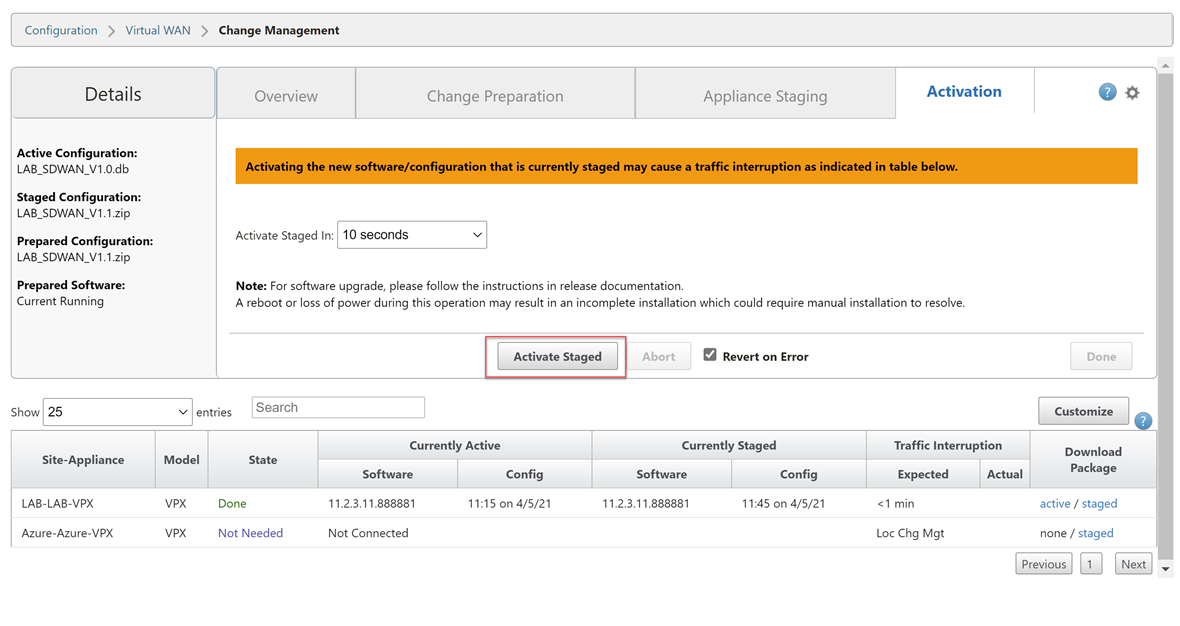 Configuration > Virtual WAN > Change Management
Details
Overview
Change Preparation
Appliance Staging
Activation
?
Active Configuration:
LAB_SDWAN_V1.0.db
Staged Configuration:
LAB_SDWAN_V1.1.zip
Prepared Configuration:
LAB_SDWAN_V1.1.zip
Prepared Software:
Current Running
Activating the new software/configuration that is currently staged may cause a traffic interruption as indicated in table below.
Activate Staged In: 10 seconds
Note: For software upgrade, please follow the instructions in release documentation.
A reboot or loss of power during this operation may result in an incomplete installation which could require manual installation to resolve.
Activate Staged Abort Revert on Error Done
Show 25 entries Search Customize ?
Site-Appliance Model State Currently Active Currently Staged Traffic Interruption Download Package
Software Config Software Config Expected Actual
LAB-LAB-VPX VPX Done 11.2.3.11.888881 11:15 on 4/5/21 11.2.3.11.888881 11:45 on 4/5/21 <1 min active / staged
Azure-Azure-VPX VPX Not Needed Not Connected Loc Chg Mgt none / staged
Previous 1 Next